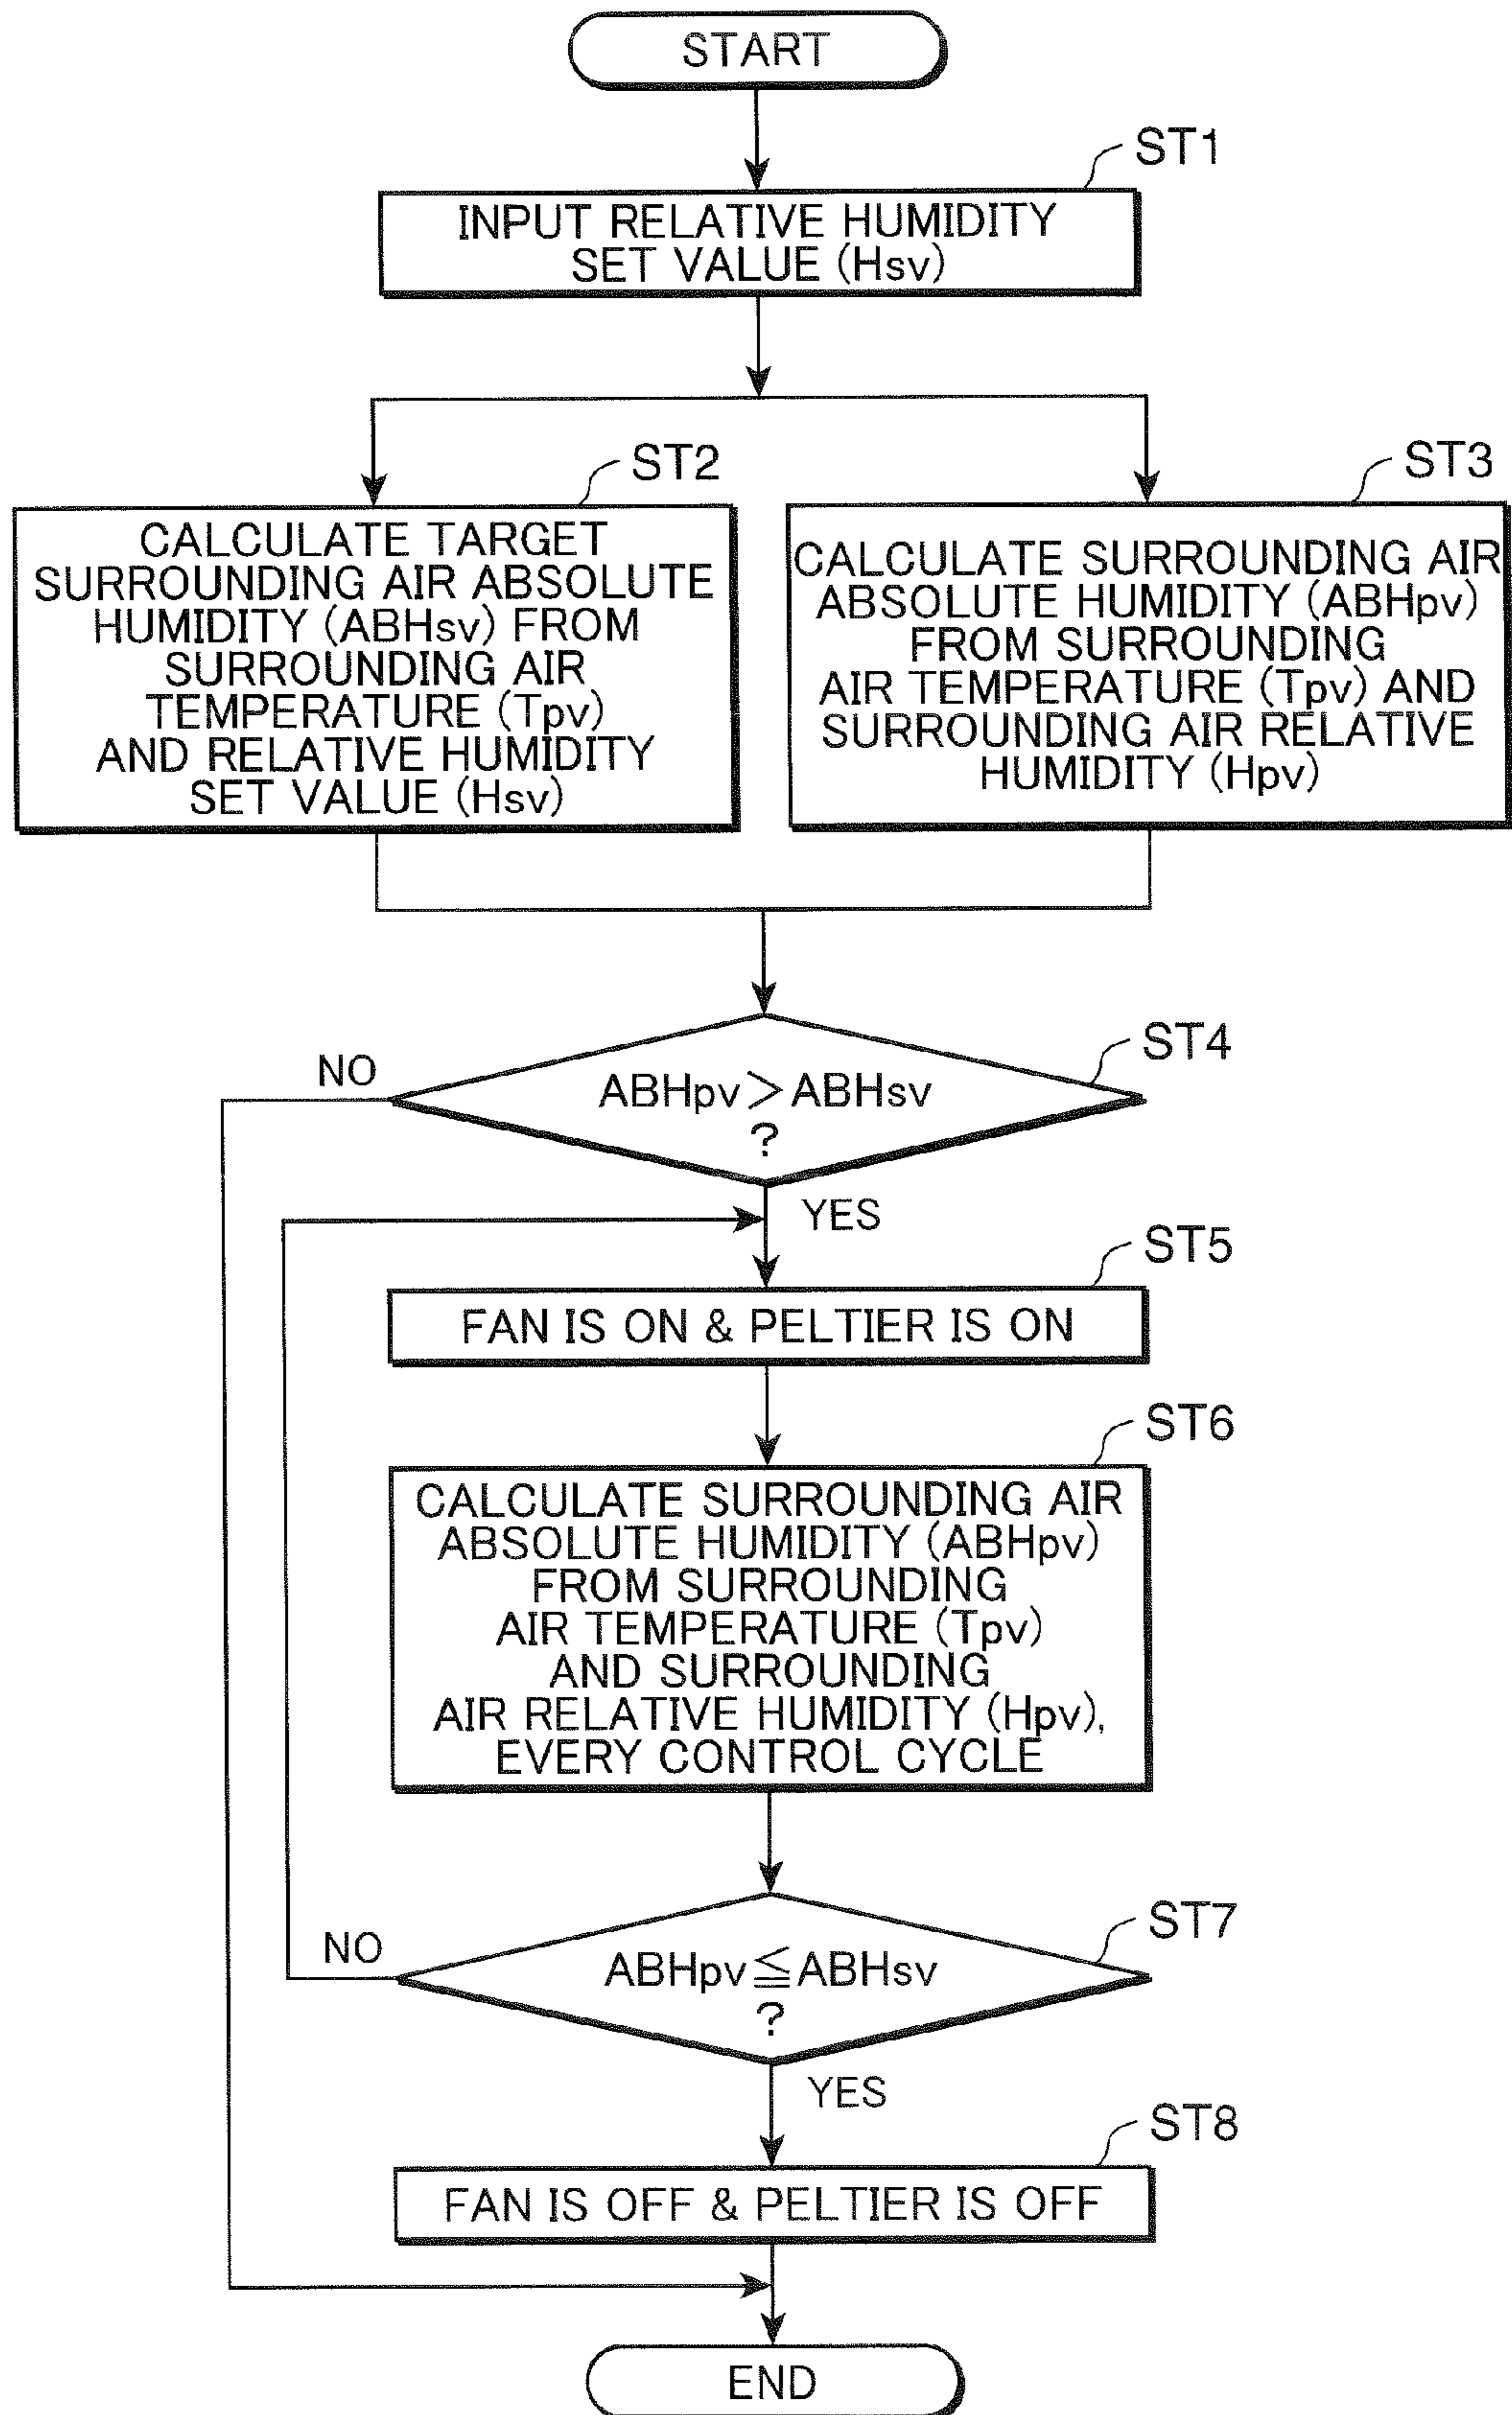 START
ST1
INPUT RELATIVE HUMIDITY
SET VALUE (Hsv)
ST2
CALCULATE TARGET
SURROUNDING AIR ABSOLUTE
HUMIDITY (ABHsv) FROM
SURROUNDING AIR
TEMPERATURE (Tpv)
AND RELATIVE HUMIDITY
SET VALUE (Hsv)
ST3
CALCULATE SURROUNDING AIR
ABSOLUTE HUMIDITY (ABHpv)
FROM SURROUNDING
AIR TEMPERATURE (Tpv) AND
SURROUNDING AIR RELATIVE
HUMIDITY (Hpv)
ST4
NO
ABHpv＞ABHsv
?
YES
ST5
FAN IS ON & PELTIER IS ON
ST6
CALCULATE SURROUNDING AIR
ABSOLUTE HUMIDITY (ABHpv)
FROM SURROUNDING
AIR TEMPERATURE (Tpv)
AND SURROUNDING
AIR RELATIVE HUMIDITY (Hpv),
EVERY CONTROL CYCLE
ST7
NO
ABHpv≦ABHsv
?
YES
ST8
FAN IS OFF & PELTIER IS OFF
END